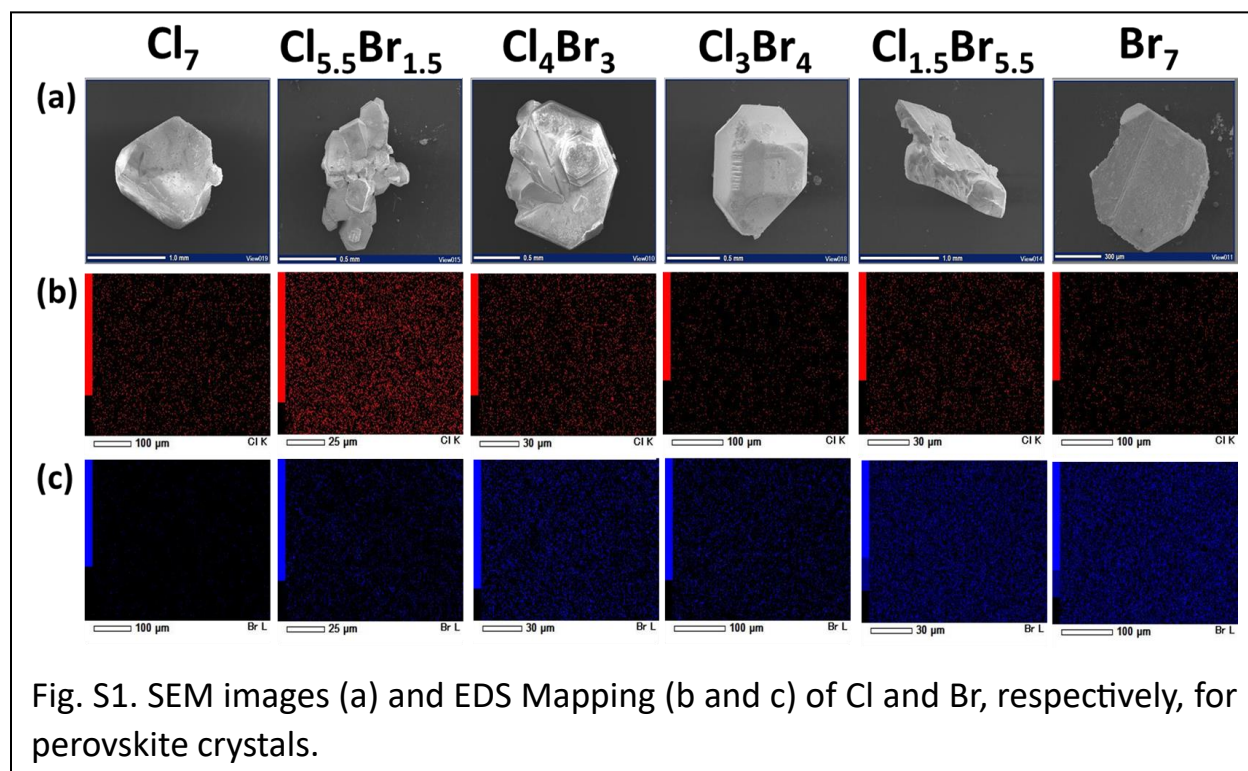 Cl₇ Cl₅.₅Br₁.₅ Cl₄Br₃ Cl₃Br₄ Cl₁.₅Br₅.₅ Br₇
(a)
1.0 mm View019 0.5 mm View015 0.5 mm View010 0.5 mm View018 1.0 mm View014 300 µm View011
(b)
100 µm Cl K 25 µm Cl K 30 µm Cl K 100 µm Cl K 30 µm Cl K 100 µm Cl K
(c)
100 µm Br L 25 µm Br L 30 µm Br L 100 µm Br L 30 µm Br L 100 µm Br L
Fig. S1. SEM images (a) and EDS Mapping (b and c) of Cl and Br, respectively, for
perovskite crystals.